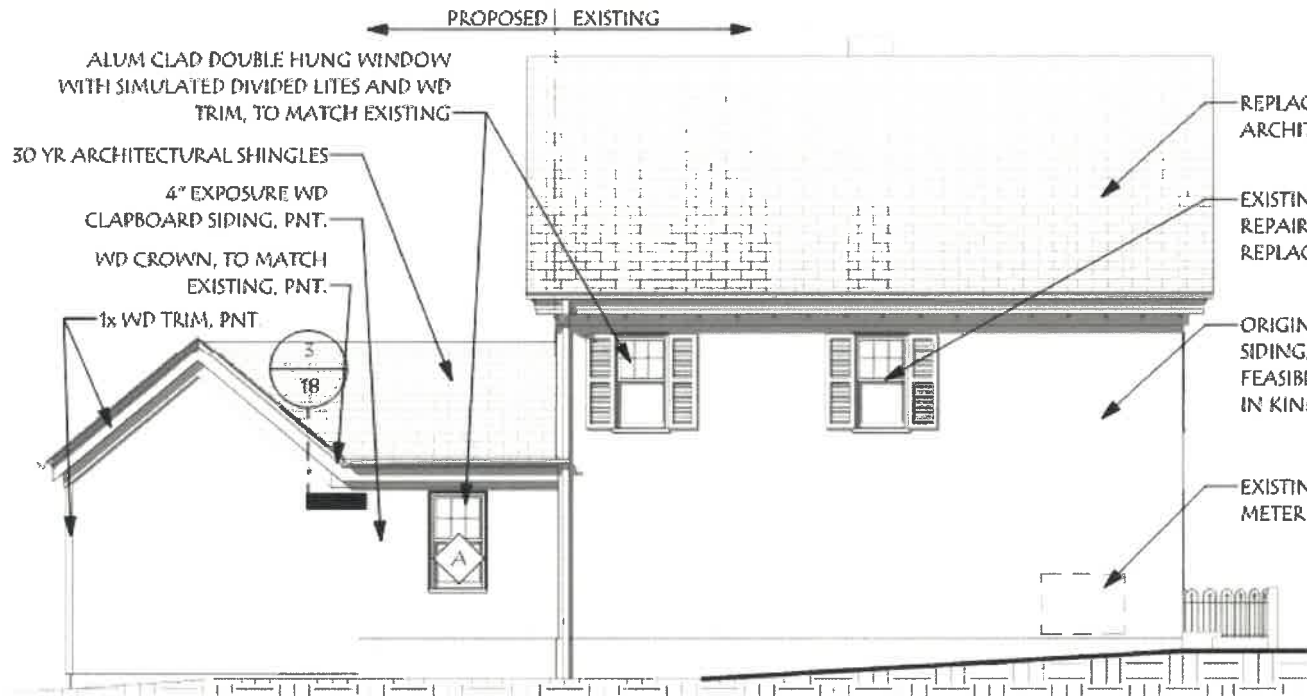 PROPOSED | EXISTING
ALUM CLAD DOUBLE HUNG WINDOW
WITH SIMULATED DIVIDED LITES AND WD
TRIM, TO MATCH EXISTING
30 YR ARCHITECTURAL SHINGLES
4" EXPOSURE WD
CLAPBOARD SIDING, PNT.
WD CROWN, TO MATCH
EXISTING, PNT.
1x WD TRIM, PNT.
3
T8
A
REPLAC
ARCHIT
EXISTIN
REPAIR
REPLAC
ORIGIN
SIDING,
FEASIB
IN KIN
EXISTIN
METER